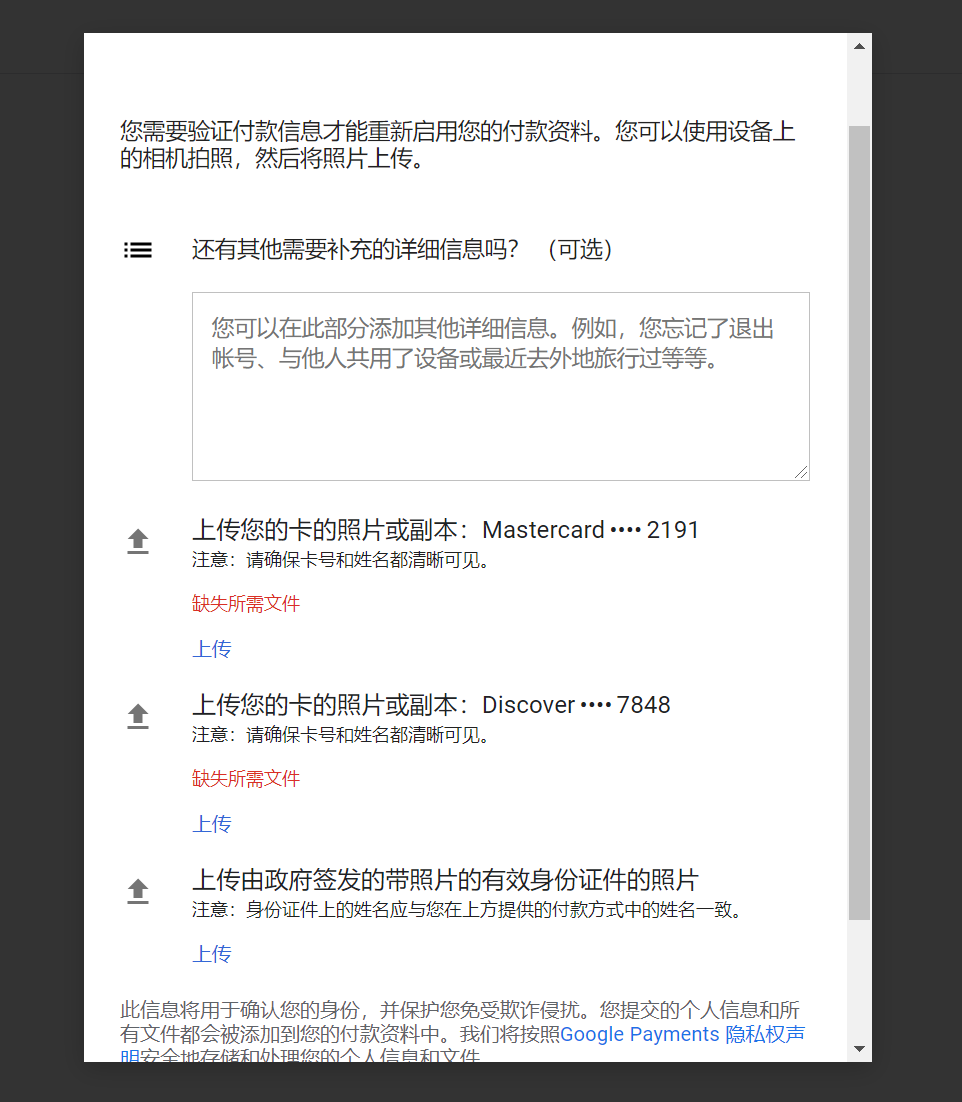 您需要验证付款信息才能重新启用您的付款资料。您可以使用设备上
的相机拍照，然后将照片上传。
还有其他需要补充的详细信息吗？ （可选）
您可以在此部分添加其他详细信息。例如，您忘记了退出
帐号、与他人共用了设备或最近去外地旅行过等等。
上传您的卡的照片或副本：Mastercard •••• 2191
注意：请确保卡号和姓名都清晰可见。
缺失所需文件
上传
上传您的卡的照片或副本：Discover •••• 7848
注意：请确保卡号和姓名都清晰可见。
缺失所需文件
上传
上传由政府签发的带照片的有效身份证件的照片
注意：身份证件上的姓名应与您在上方提供的付款方式中的姓名一致。
上传
此信息将用于确认您的身份，并保护您免受欺诈侵扰。您提交的个人信息和所
有文件都会被添加到您的付款资料中。我们将按照Google Payments 隐私权声
明安全地存储和处理您的个人信息和文件